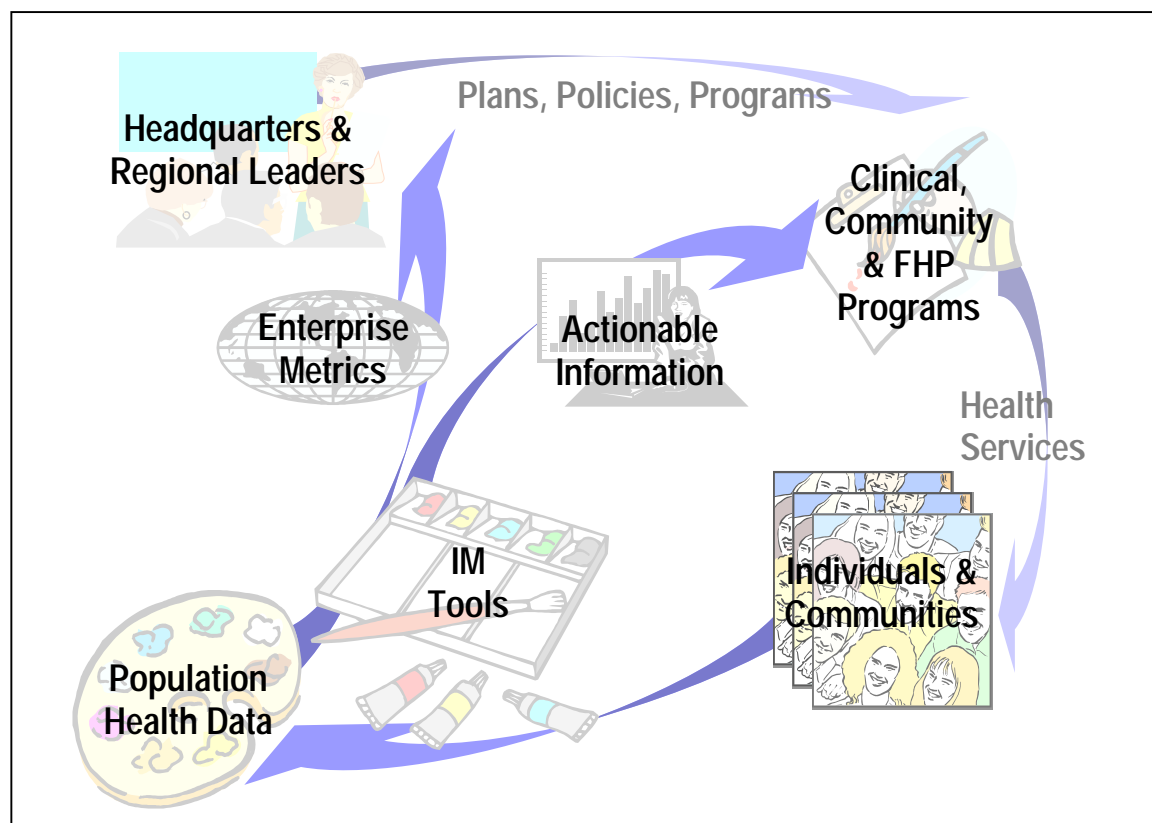 Plans, Policies, Programs
Headquarters &
Regional Leaders
Clinical,
Community
& FHP
Programs
Enterprise
Metrics
Actionable
Information
Health
Services
IM
Tools
Individuals &
Communities
Population
Health Data